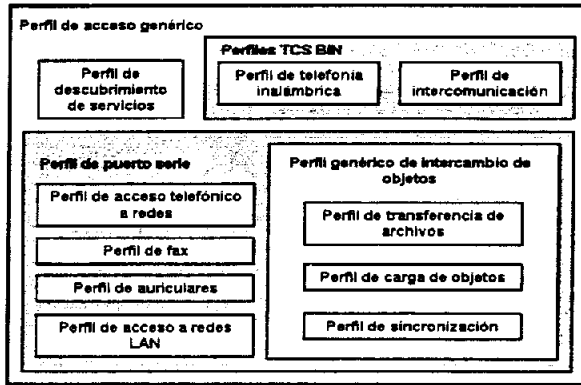 Perfil de acceso genérico
Perfil de
descubrimiento
de servicios
Perfiles TCS BIN
Perfil de telefonía
inalámbrica
Perfil de
intercomunicación
Perfil de puerto serie
Perfil de acceso telefónico
a redes
Perfil de fax
Perfil de auriculares
Perfil de acceso a redes
LAN
Perfil genérico de intercambio de
objetos
Perfil de transferencia de
archivos
Perfil de carga de objetos
Perfil de sincronización